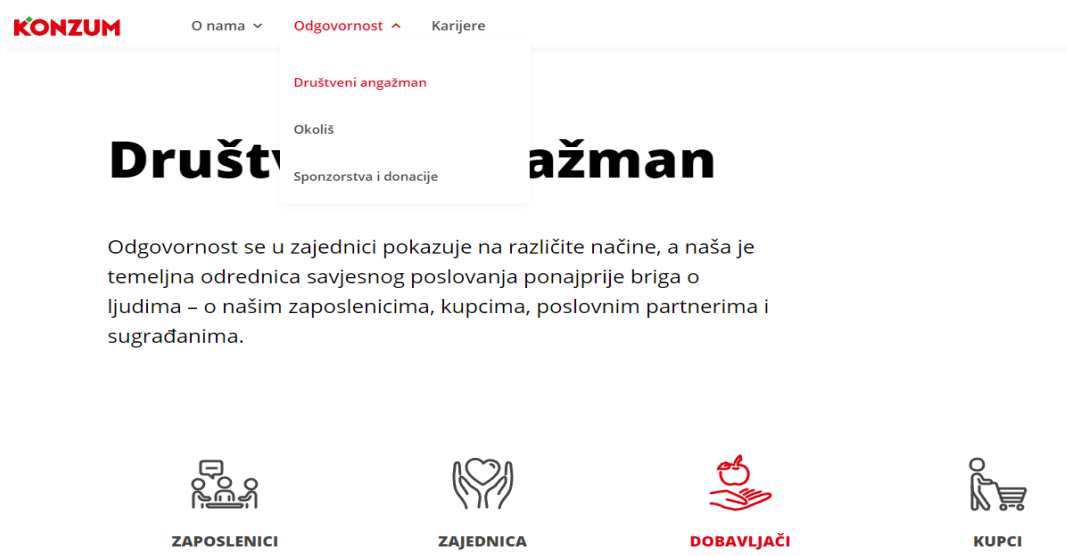 KONZUM
O nama
Odgovornost
Karijere
Društveni angažman
Okoliš
Sponzorstva i donacije
Odgovornost se u zajednici pokazuje na različite načine, a naša je
temeljna odrednica savjesnog poslovanja ponajprije briga o
ljudima – o našim zaposlenicima, kupcima, poslovnim partnerima i
sugrađanima.
ZAPOSLENICI
ZAJEDNICA
DOBAVLJAČI
KUPCI